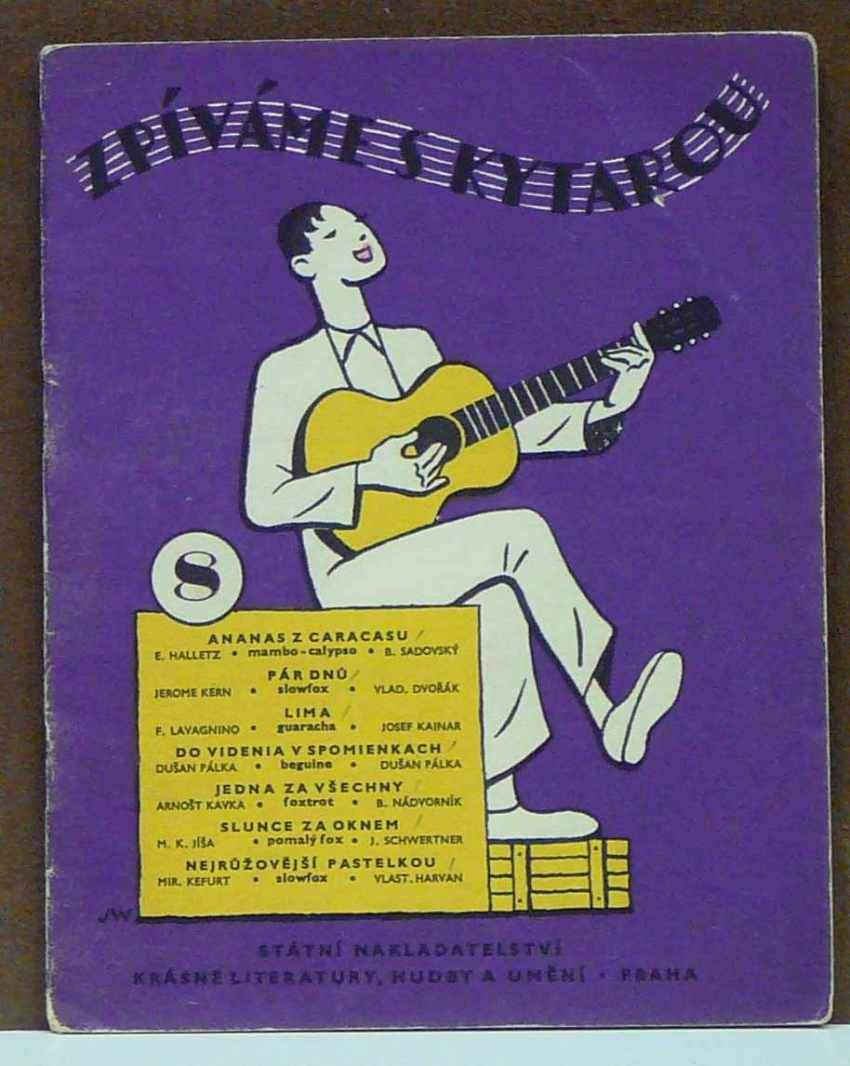 ZPÍVÁME S KYTAROU
8
ANANAS Z CARACASU /
E. HALLETZ • mambo-calypso • B. SADOVSKÝ
PÁR DNŮ /
JEROME KERN • slowfox • VLAD. DVOŘÁK
LIMA /
F. LAVAGNINO • guaracha • JOSEF KAINAR
DO VIDENIA V SPOMIENKACH /
DUŠAN PÁLKA • beguine • DUŠAN PÁLKA
JEDNA ZA VŠECHNY /
ARNOŠT KAVKA • foxtrot • B. NÁDVORNÍK
SLUNCE ZA OKNEM /
M. K. JÍŠA • pomalý fox • J. SCHWERTNER
NEJRŮŽOVĚJŠÍ PASTELKOU /
MIR. KEFURT • slowfox • VLAST. HARVAN
JW
STÁTNÍ NAKLADATELSTVÍ
KRÁSNÉ LITERATURY, HUDBY A UMĚNÍ • PRAHA